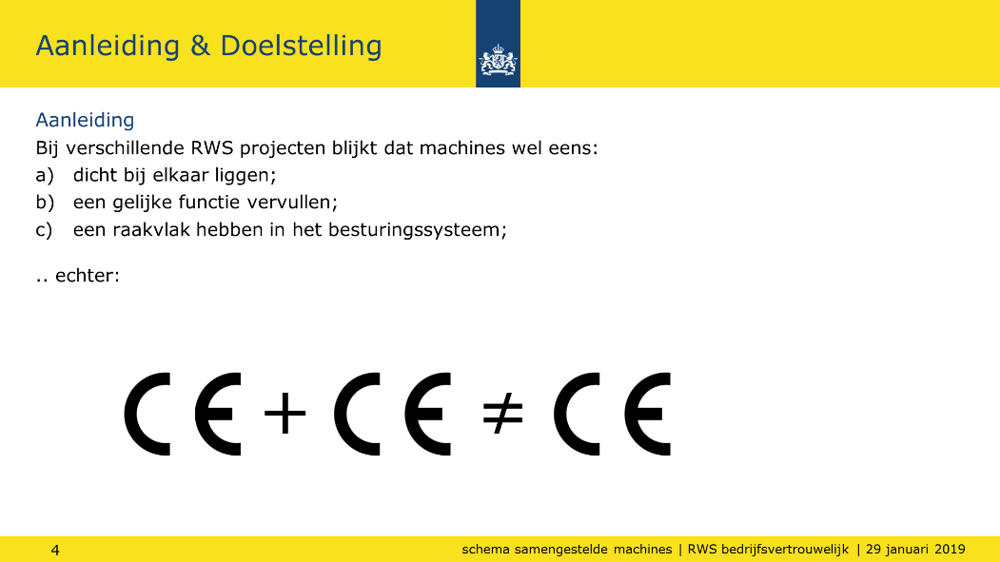 Aanleiding & Doelstelling
Aanleiding
Bij verschillende RWS projecten blijkt dat machines wel eens:
a) dicht bij elkaar liggen;
b) een gelijke functie vervullen;
c) een raakvlak hebben in het besturingssysteem;
.. echter:
CE + CE ≠ CE
4
schema samengestelde machines | RWS bedrijfsvertrouwelijk | 29 januari 2019